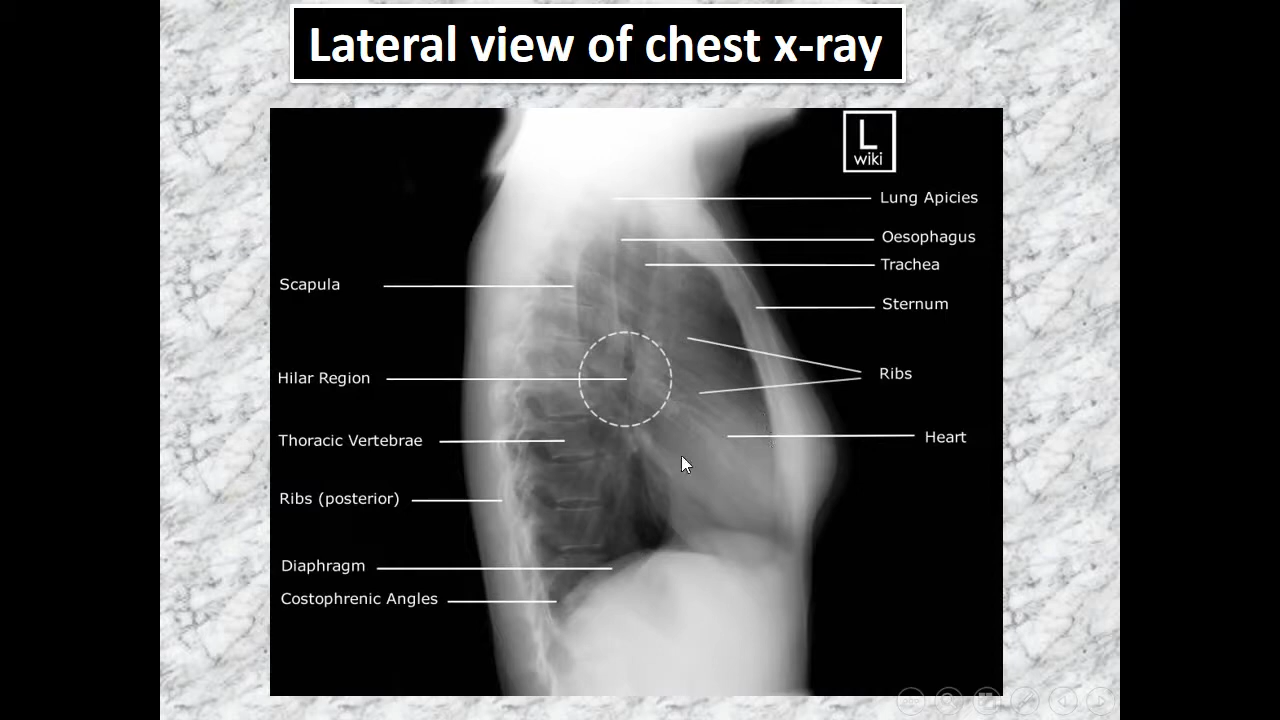 Lateral view of chest x-ray
L
wiki
Lung Apicies
Oesophagus
Trachea
Scapula
Sternum
Ribs
Hilar Region
Heart
Thoracic Vertebrae
Ribs (posterior)
Diaphragm
Costophrenic Angles